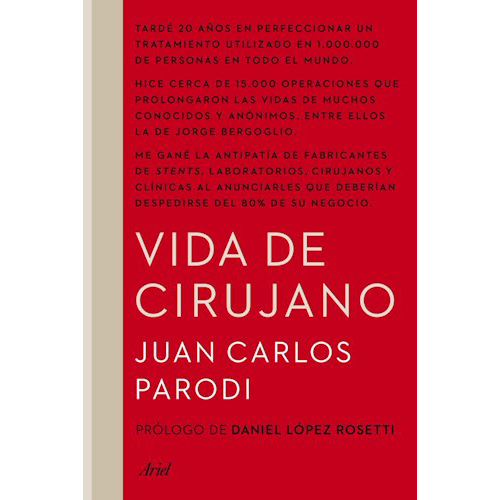 TARDÉ 20 AÑOS EN PERFECCIONAR UN
TRATAMIENTO UTILIZADO EN 1.000.000
DE PERSONAS EN TODO EL MUNDO.
HICE CERCA DE 15.000 OPERACIONES QUE
PROLONGARON LAS VIDAS DE MUCHOS
CONOCIDOS Y ANÓNIMOS. ENTRE ELLOS
LA DE JORGE BERGOGLIO.
ME GANÉ LA ANTIPATÍA DE FABRICANTES
DE STENTS, LABORATORIOS, CIRUJANOS Y
CLÍNICAS AL ANUNCIARLES QUE DEBERÍAN
DESPEDIRSE DEL 80% DE SU NEGOCIO.
VIDA DE
CIRUJANO
JUAN CARLOS
PARODI
PRÓLOGO DE DANIEL LÓPEZ ROSETTI
Ariel